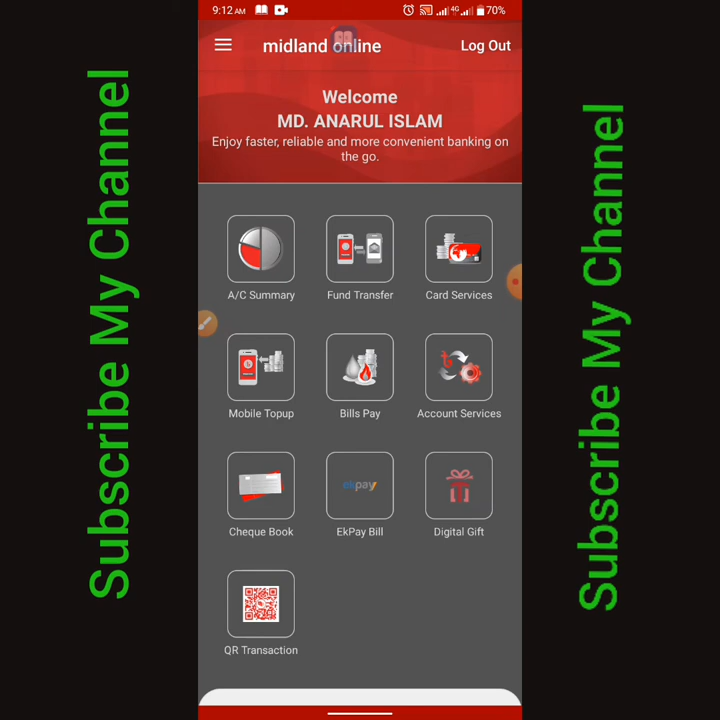 9:12 AM
4G
70%
midland online
Log Out
Welcome
MD. ANARUL ISLAM
Enjoy faster, reliable and more convenient banking on
the go.
A/C Summary
Fund Transfer
Card Services
Mobile Topup
Bills Pay
Account Services
ekpay
Cheque Book
EkPay Bill
Digital Gift
QR Transaction
Subscribe My Channel
Subscribe My Channel